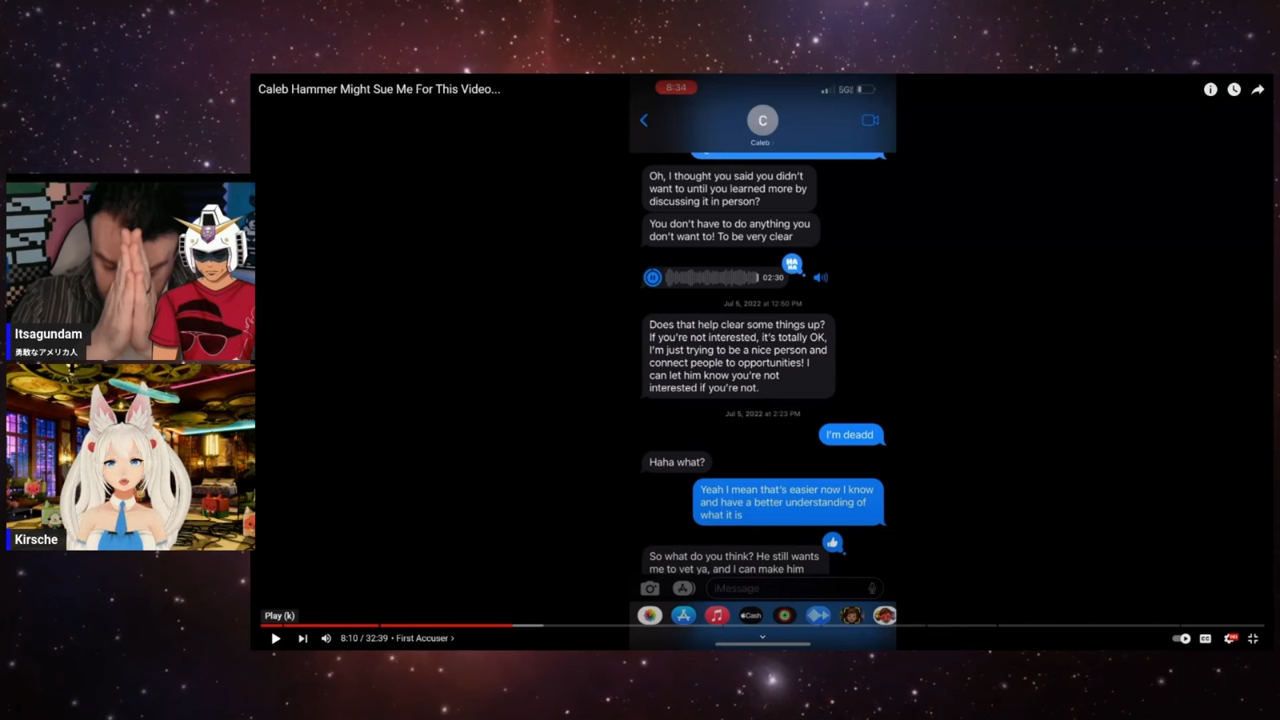 Caleb Hammer Might Sue Me For This Video...
8:34
5G
C
Caleb
Oh, I thought you said you didn't
want to until you learned more by
discussing it in person?
You don't have to do anything you
don't want to! To be very clear
HA
HA
02:30
Jul 5, 2022 at 12:50 PM
Does that help clear some things up?
If you're not interested, it's totally OK,
I'm just trying to be a nice person and
connect people to opportunities! I
can let him know you're not
interested if you're not.
Jul 5, 2022 at 2:23 PM
I'm deadd
Haha what?
Yeah I mean that's easier now I know
and have a better understanding of
what it is
So what do you think? He still wants
me to vet ya, and I can make him
iMessage
Cash
Itsagundam
勇敢なアメリカ人
Kirsche
Play (k)
8:10 / 32:39 • First Accuser ›
CC